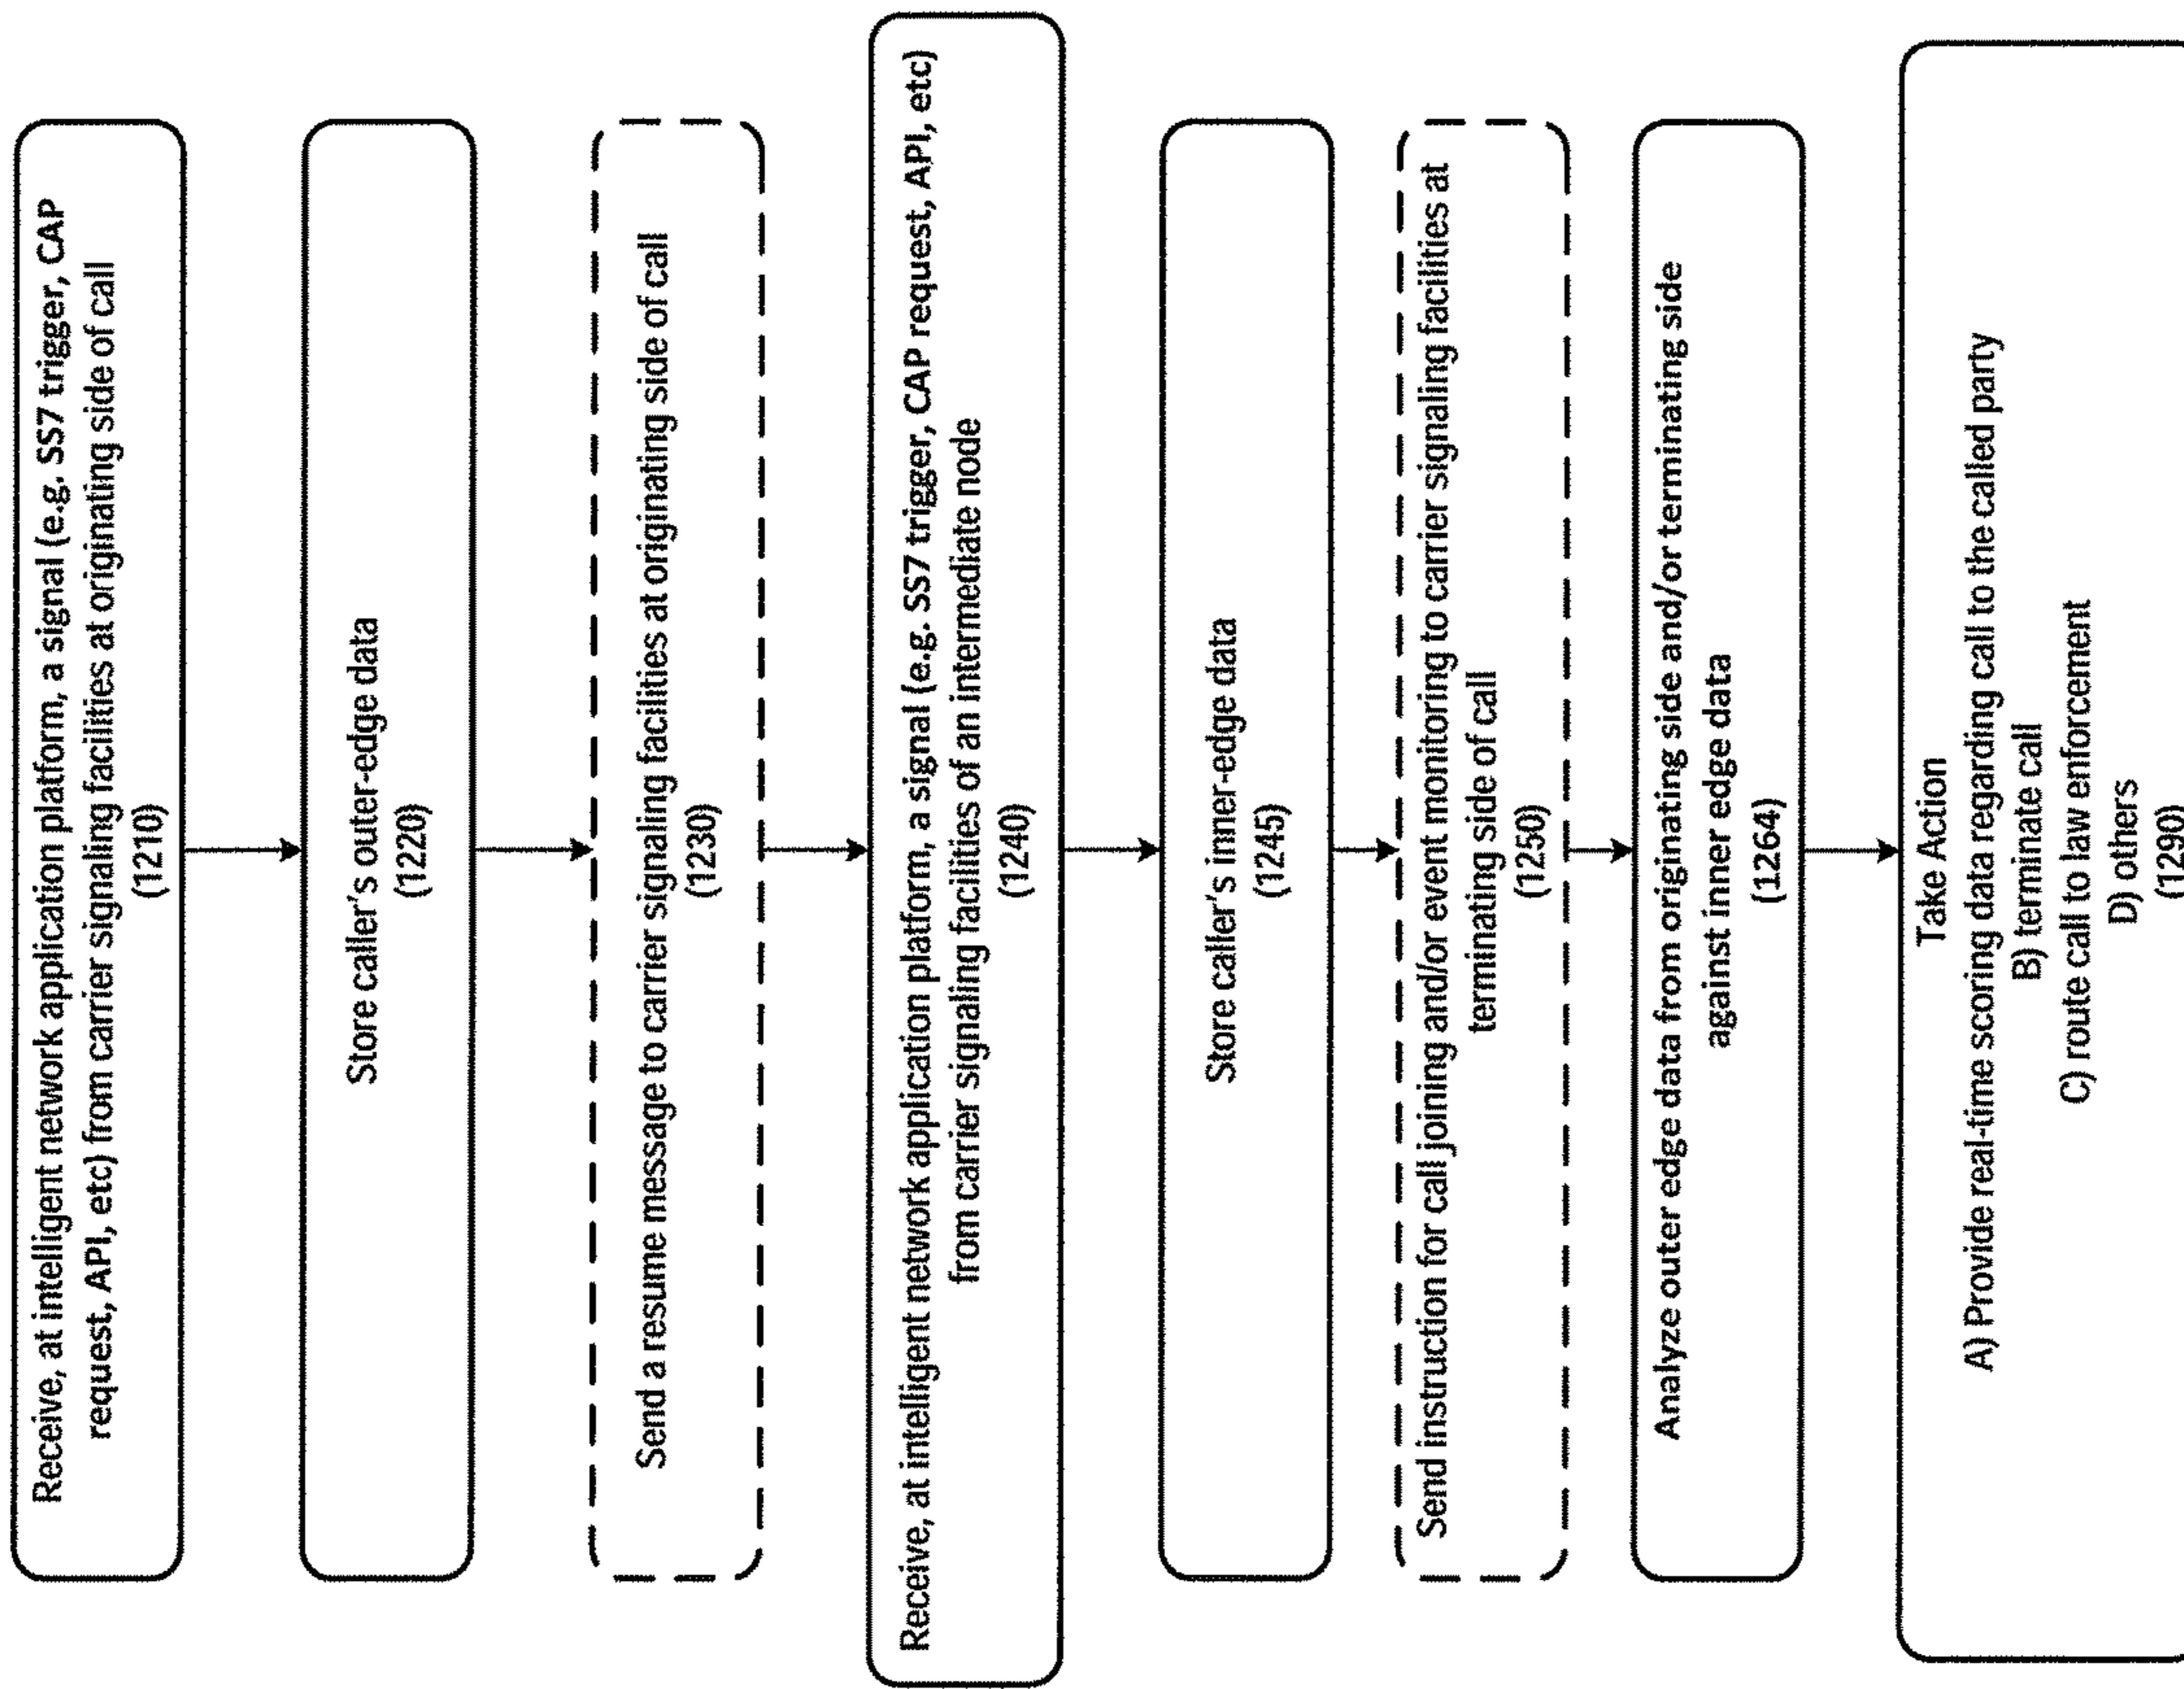 Receive, at intelligent network application platform, a signal (e.g. SS7 trigger, CAP
request, API, etc) from carrier signaling facilities at originating side of call
(1210)
Store caller's outer-edge data
(1220)
Send a resume message to carrier signaling facilities at originating side of call
(1230)
Receive, at intelligent network application platform, a signal (e.g. SS7 trigger, CAP request, API, etc)
from carrier signaling facilities of an intermediate node
(1240)
Store caller's inner-edge data
(1245)
Send instruction for call joining and/or event monitoring to carrier signaling facilities at
terminating side of call
(1250)
Analyze outer edge data from originating side and/or terminating side
against inner edge data
(1264)
Take Action
A) Provide real-time scoring data regarding call to the called party
B) terminate call
C) route call to law enforcement
D) others
(1290)